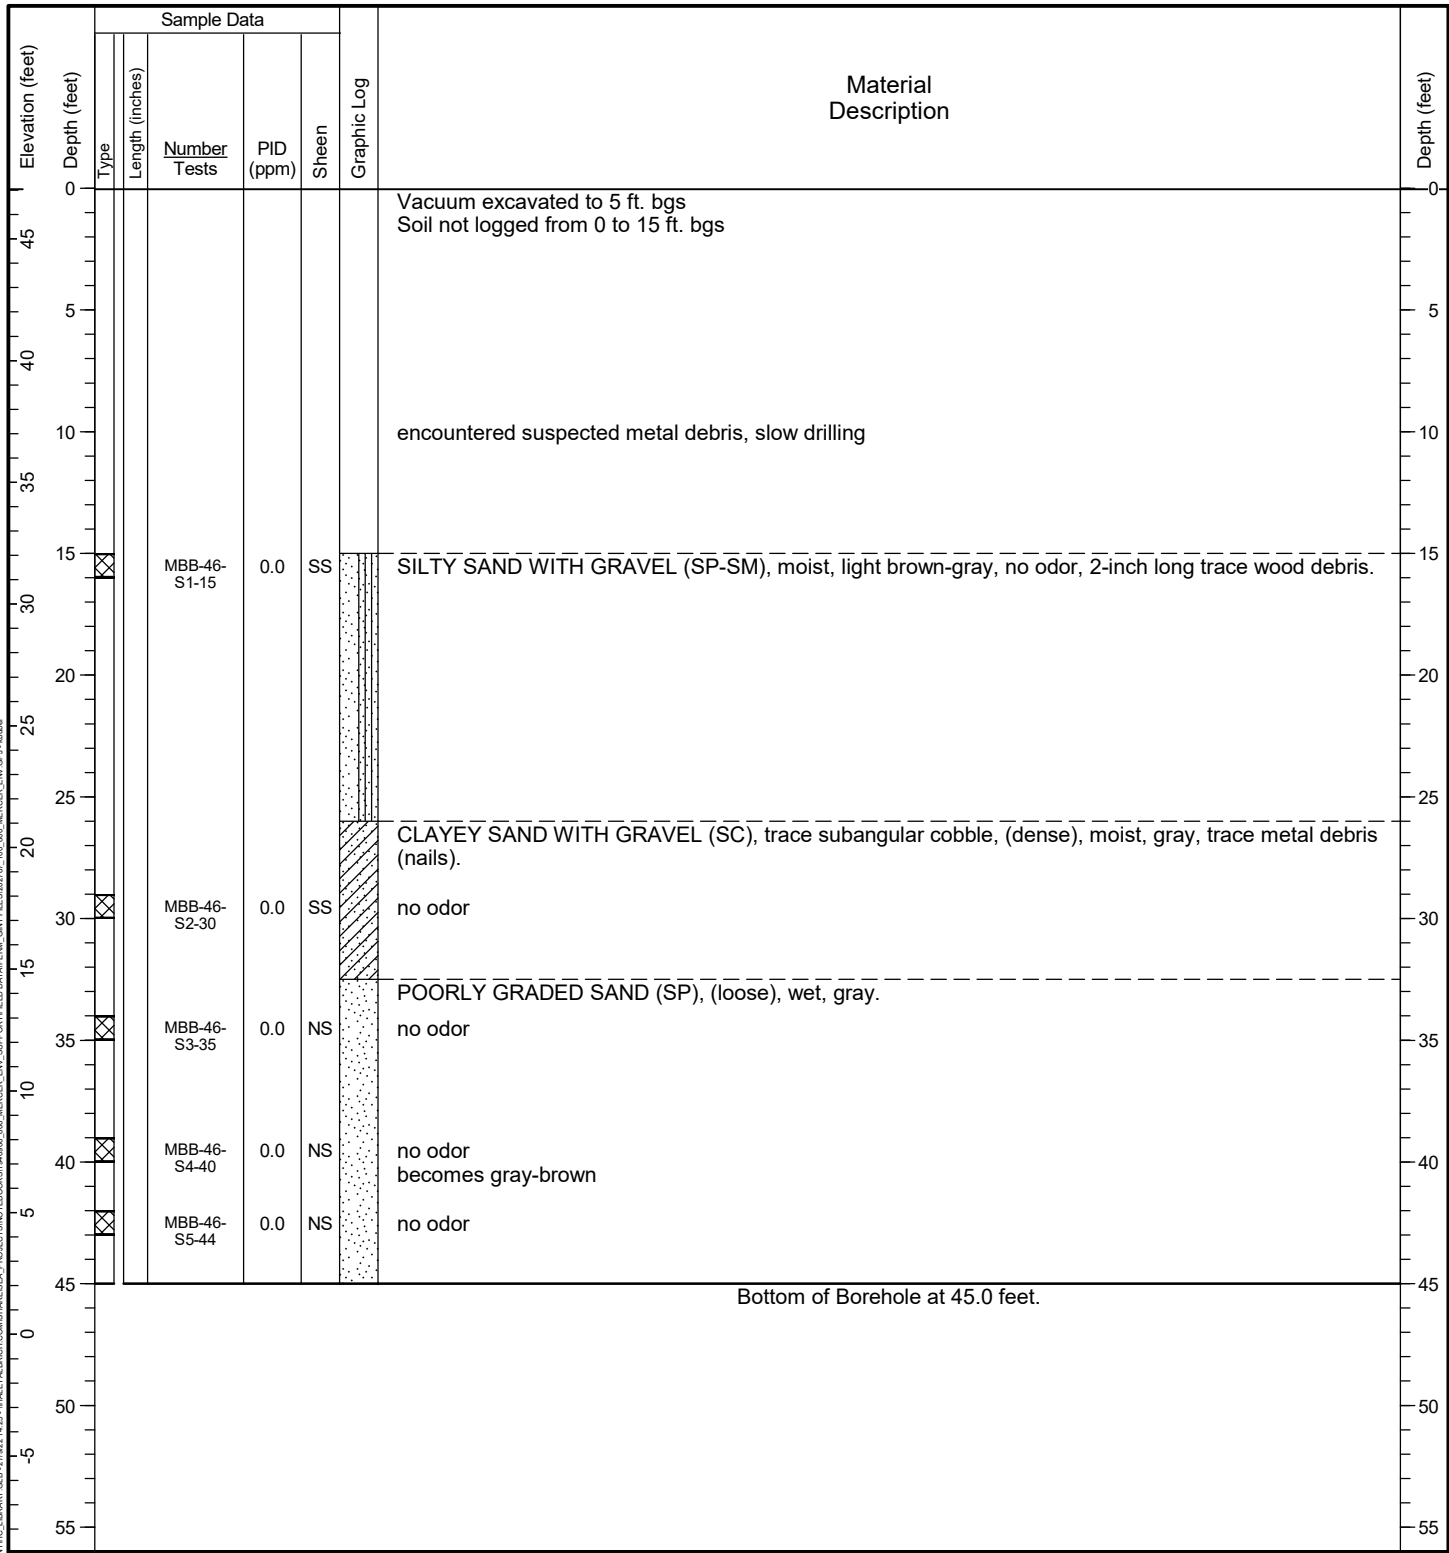 Sample Data
Elevation (feet)
Depth (feet)
Type
Length (inches)
Number
Tests
PID
(ppm)
Sheen
Graphic Log
Material
Description
Depth (feet)
0
0
Vacuum excavated to 5 ft. bgs
Soil not logged from 0 to 15 ft. bgs
45
5
5
40
10
encountered suspected metal debris, slow drilling
10
35
15
15
MBB-46-
S1-15
0.0
SS
SILTY SAND WITH GRAVEL (SP-SM), moist, light brown-gray, no odor, 2-inch long trace wood debris.
30
20
20
25
25
25
CLAYEY SAND WITH GRAVEL (SC), trace subangular cobble, (dense), moist, gray, trace metal debris
(nails).
20
MBB-46-
S2-30
0.0
SS
no odor
30
30
15
POORLY GRADED SAND (SP), (loose), wet, gray.
MBB-46-
S3-35
0.0
NS
no odor
35
35
10
MBB-46-
S4-40
0.0
NS
no odor
becomes gray-brown
40
40
5
MBB-46-
S5-44
0.0
NS
no odor
45
45
Bottom of Borehole at 45.0 feet.
0
50
50
-5
55
55